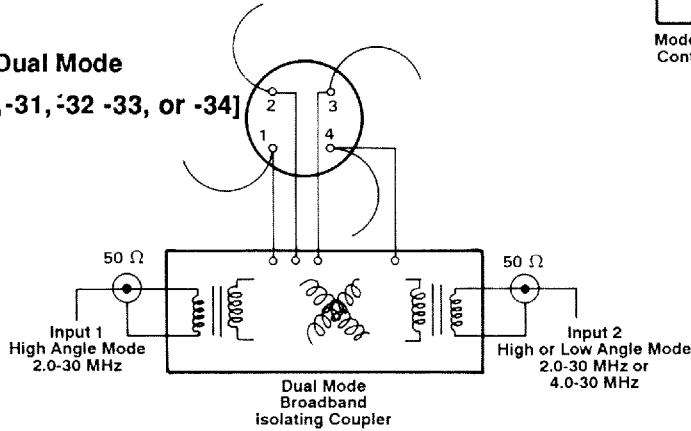 Mode
Cont
Dual Mode
,-31,-32 -33, or -34]
2
3
1
4
50 Ω
50 Ω
Input 1
High Angle Mode
2.0-30 MHz
Input 2
High or Low Angle Mode
2.0-30 MHz or
4.0-30 MHz
Dual Mode
Broadband
isolating Coupler